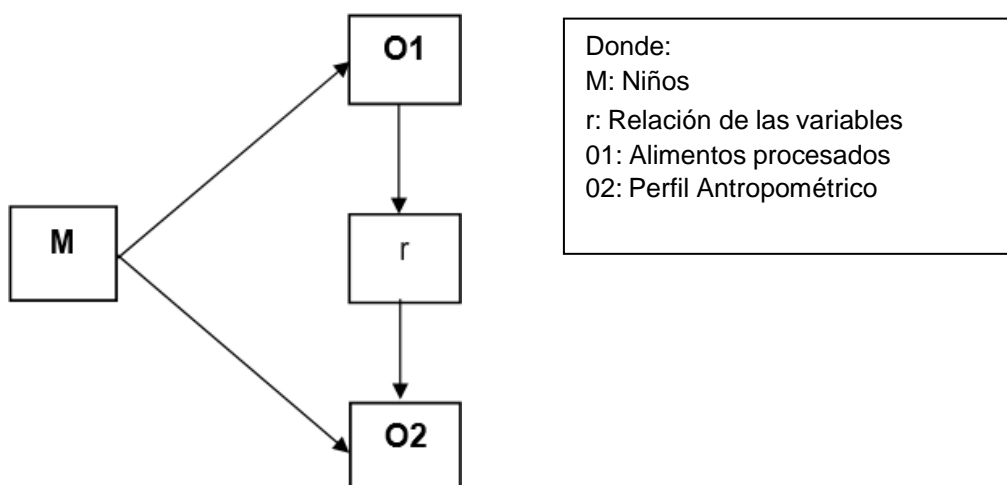 O1
M
r
O2
Donde:
M: Niños
r: Relación de las variables
01: Alimentos procesados
02: Perfil Antropométrico